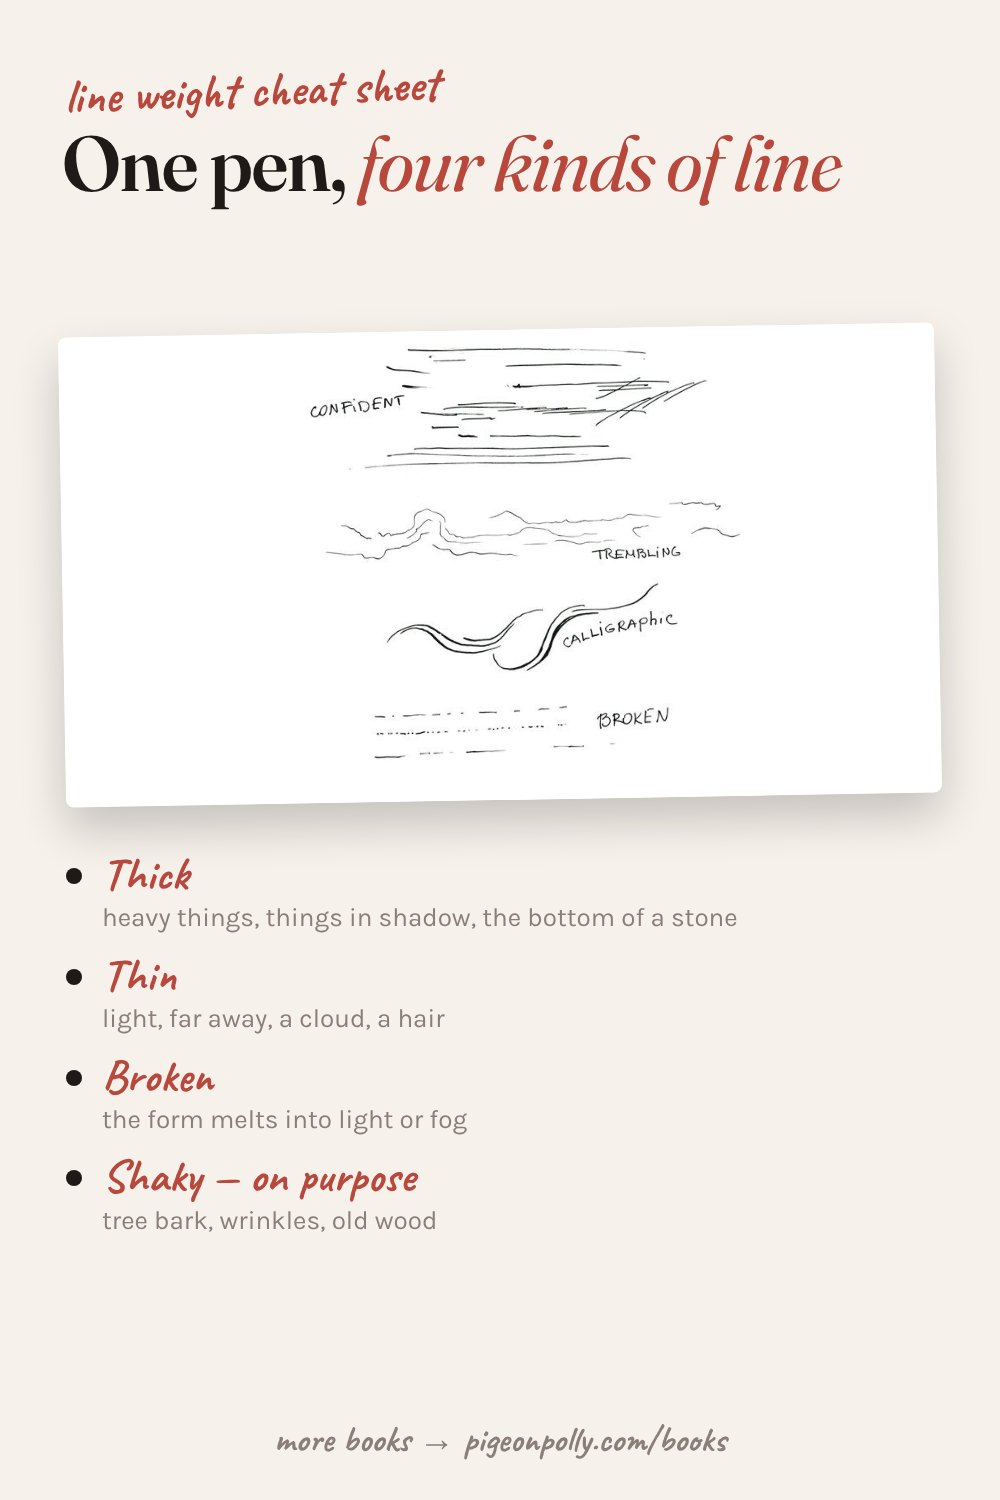 line weight cheat sheet
One pen, four kinds of line
CONFiDENT
TREMBLiNG
CALLiGRAPhiC
BROKEN
Thick
heavy things, things in shadow, the bottom of a stone
Thin
light, far away, a cloud, a hair
Broken
the form melts into light or fog
Shaky — on purpose
tree bark, wrinkles, old wood
more books → pigeonpolly.com/books